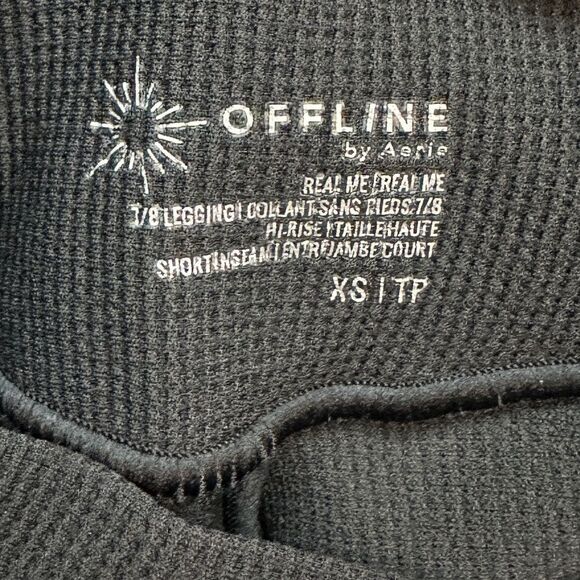 OFFLINE
by Aerie
REAL ME | REAL ME
7/8 LEGGING | COLLANT SANS PIEDS 7/8
HI-RISE | TAILLE HAUTE
SHORT INSEAM | ENTREJAMBE COURT
XS | TP